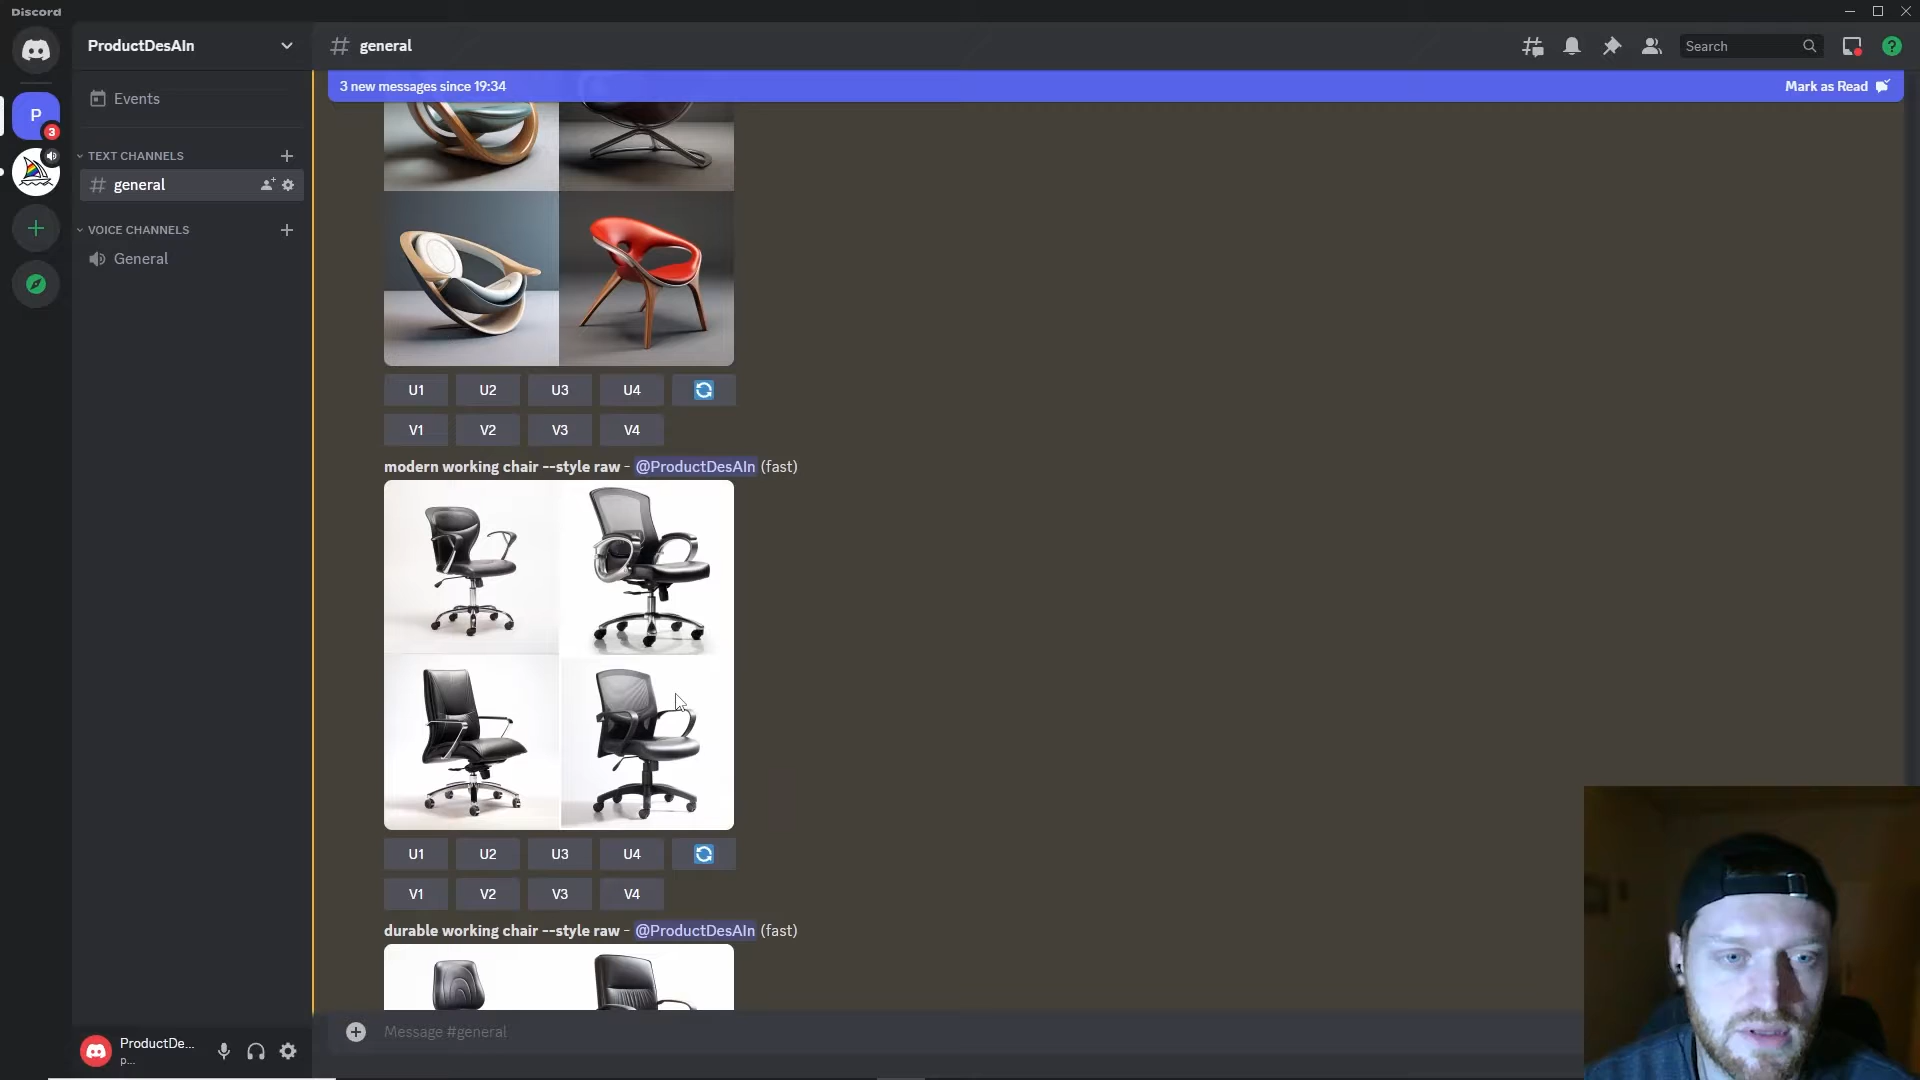 Discord
ProductDesAIn
general
Search
?
P
3
Events
3 new messages since 19:34
Mark as Read
TEXT CHANNELS
general
VOICE CHANNELS
General
U1 U2 U3 U4
V1 V2 V3 V4
modern working chair --style raw - @ProductDesAIn (fast)
U1 U2 U3 U4
V1 V2 V3 V4
durable working chair --style raw - @ProductDesAIn (fast)
Message #general
ProductDe...
p...